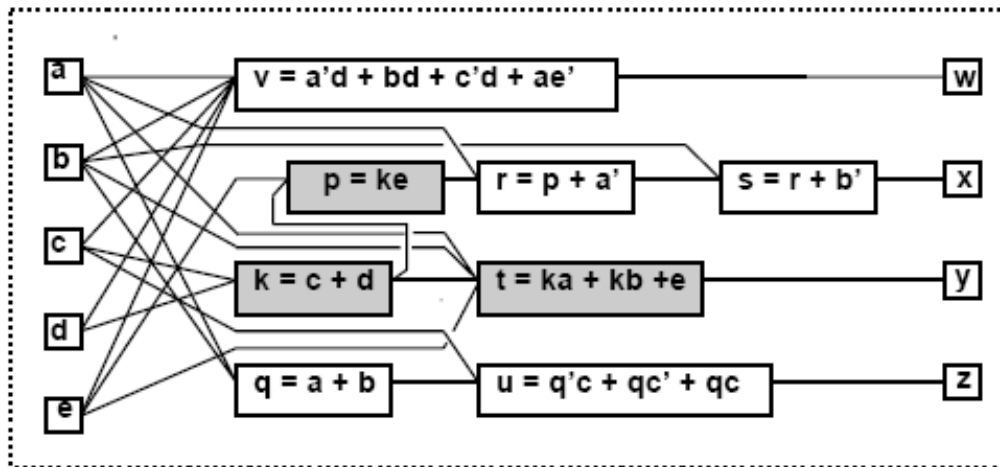 a v = a'd + bd + c'd + ae' w
b p = ke r = p + a' s = r + b' x
c k = c + d t = ka + kb +e y
d
e q = a + b u = q'c + qc' + qc z